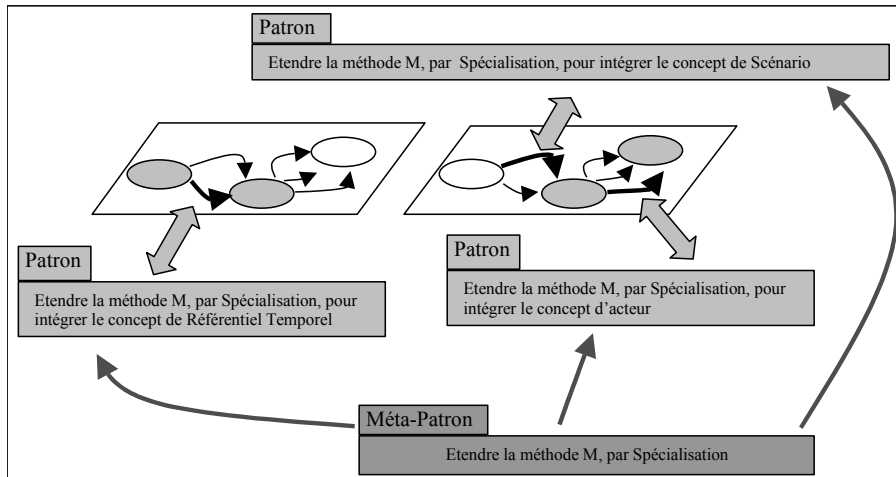 Patron
Etendre la méthode M, par Spécialisation, pour intégrer le concept de Scénario
Patron
Etendre la méthode M, par Spécialisation, pour
intégrer le concept de Référentiel Temporel
Patron
Etendre la méthode M, par Spécialisation, pour
intégrer le concept d'acteur
Méta-Patron
Etendre la méthode M, par Spécialisation